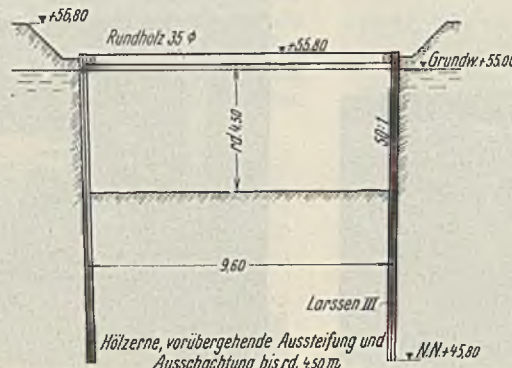 +56,80
Rundholz 35 ϕ
+55,80
Grundw.+55,00
rd. 4,50
50:1
9,60
Larssen III
Hölzerne, vorübergehende Aussteifung und
Ausschachtung bis rd. 4,50 m.
N.N.+45,80